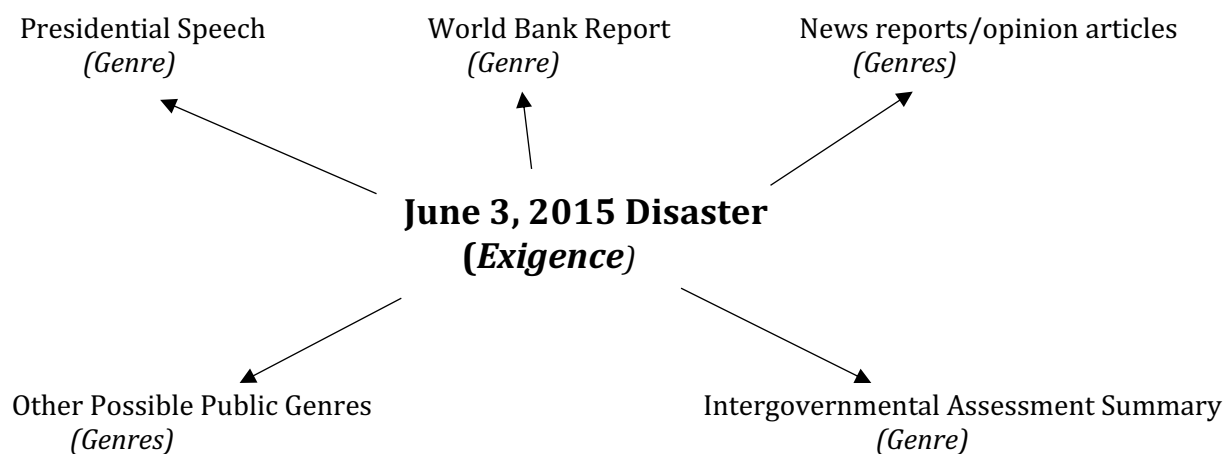 Presidential Speech
(Genre)
World Bank Report
(Genre)
News reports/opinion articles
(Genres)
June 3, 2015 Disaster
(Exigence)
Other Possible Public Genres
(Genres)
Intergovernmental Assessment Summary
(Genre)